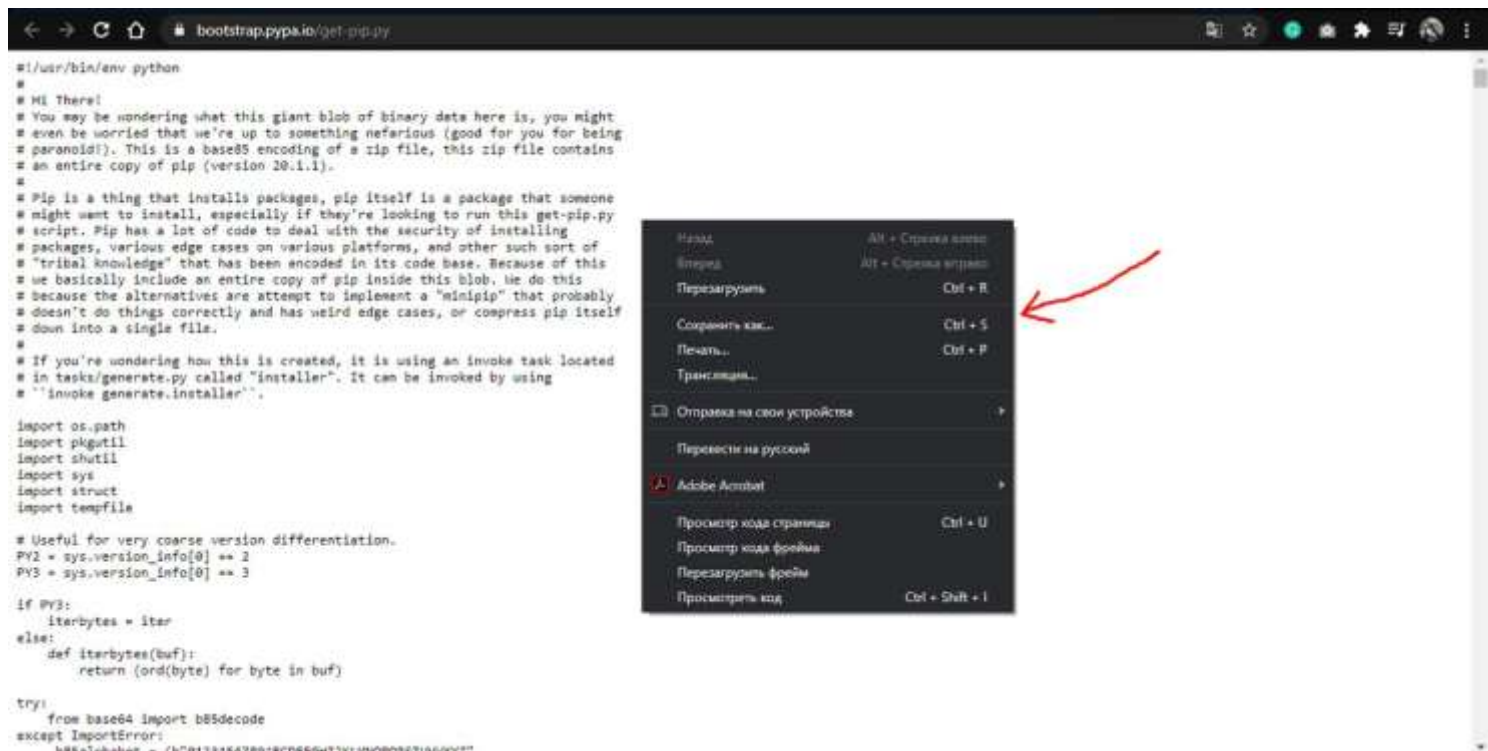 bootstrap.pypa.io/get-pip.py
#!/usr/bin/env python
#
# Hi There!
# You may be wondering what this giant blob of binary data here is, you might
# even be worried that we're up to something nefarious (good for you for being
# paranoid!). This is a base85 encoding of a zip file, this zip file contains
# an entire copy of pip (version 20.1.1).
#
# Pip is a thing that installs packages, pip itself is a package that someone
# might want to install, especially if they're looking to run this get-pip.py
# script. Pip has a lot of code to deal with the security of installing
# packages, various edge cases on various platforms, and other such sort of
# "tribal knowledge" that has been encoded in its code base. Because of this
# we basically include an entire copy of pip inside this blob. We do this
# because the alternatives are attempt to implement a "minipip" that probably
# doesn't do things correctly and has weird edge cases, or compress pip itself
# down into a single file.
#
# If you're wondering how this is created, it is using an invoke task located
# in tasks/generate.py called "installer". It can be invoked by using
# ``invoke generate.installer``.
import os.path
import pkgutil
import shutil
import sys
import struct
import tempfile
# Useful for very coarse version differentiation.
PY2 = sys.version_info[0] == 2
PY3 = sys.version_info[0] == 3
if PY3:
    iterbytes = iter
else:
    def iterbytes(buf):
        return (ord(byte) for byte in buf)
try:
    from base64 import b85decode
except ImportError:
Назад Alt + Стрелка влево
Вперед Alt + Стрелка вправо
Перезагрузить Ctrl + R
Сохранить как... Ctrl + S
Печать... Ctrl + P
Трансляция...
Отправка на свои устройства
Перевести на русский
Adobe Acrobat
Просмотр кода страницы Ctrl + U
Просмотр кода фрейма
Перезагрузить фрейм
Просмотреть код Ctrl + Shift + I